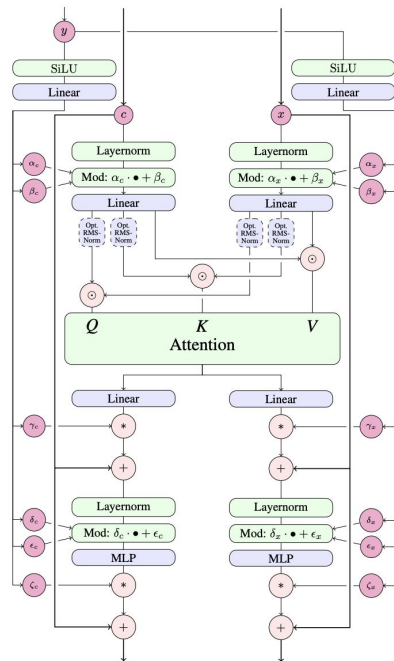 y
SiLU SiLU
Linear Linear
c x
Layernorm Layernorm
α_c α_x
Mod: α_c · • + β_c Mod: α_x · • + β_x
β_c β_x
Linear Linear
Opt. RMS-Norm Opt. RMS-Norm Opt. RMS-Norm Opt. RMS-Norm
⊙
⊙
⊙
Q K V
Attention
Linear Linear
γ_c * * γ_x
+ +
Layernorm Layernorm
δ_c δ_x
Mod: δ_c · • + ϵ_c Mod: δ_x · • + ϵ_x
ϵ_c ϵ_x
MLP MLP
ζ_c * * ζ_x
+ +